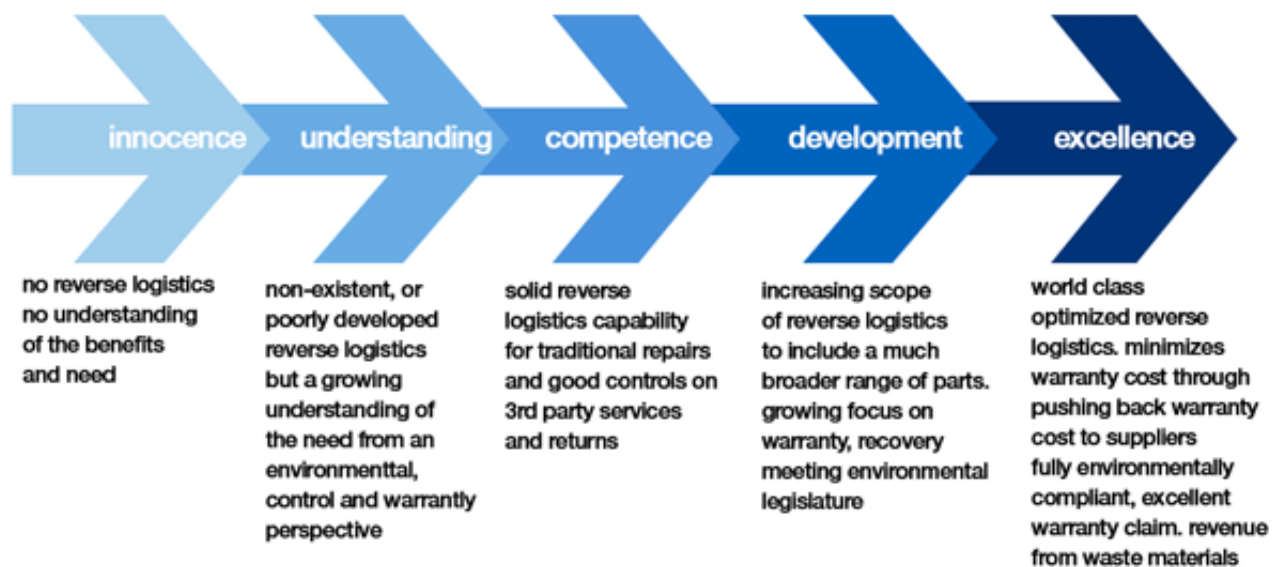 innocence
understanding
competence
development
excellence
no reverse logistics
no understanding
of the benefits
and need
non-existent, or
poorly developed
reverse logistics
but a growing
understanding of
the need from an
environmenttal,
control and warrantly
perspective
solid reverse
logistics capability
for traditional repairs
and good controls on
3rd party services
and returns
increasing scope
of reverse logistics
to include a much
broader range of parts.
growing focus on
warranty, recovery
meeting environmental
legislature
world class
optimized reverse
logistics. minimizes
warranty cost through
pushing back warranty
cost to suppliers
fully environmentally
compliant, excellent
warranty claim. revenue
from waste materials